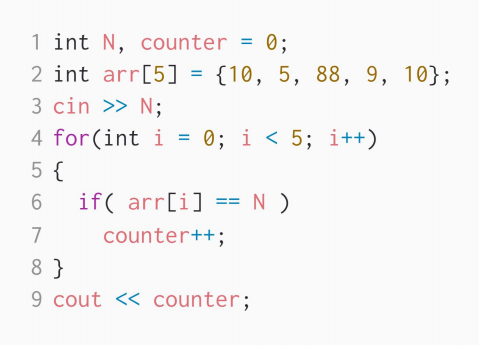 1 int N, counter = 0;
2 int arr[5] = {10, 5, 88, 9, 10};
3 cin >> N;
4 for(int i = 0; i < 5; i++)
5 {
6   if( arr[i] == N )
7     counter++;
8 }
9 cout << counter;